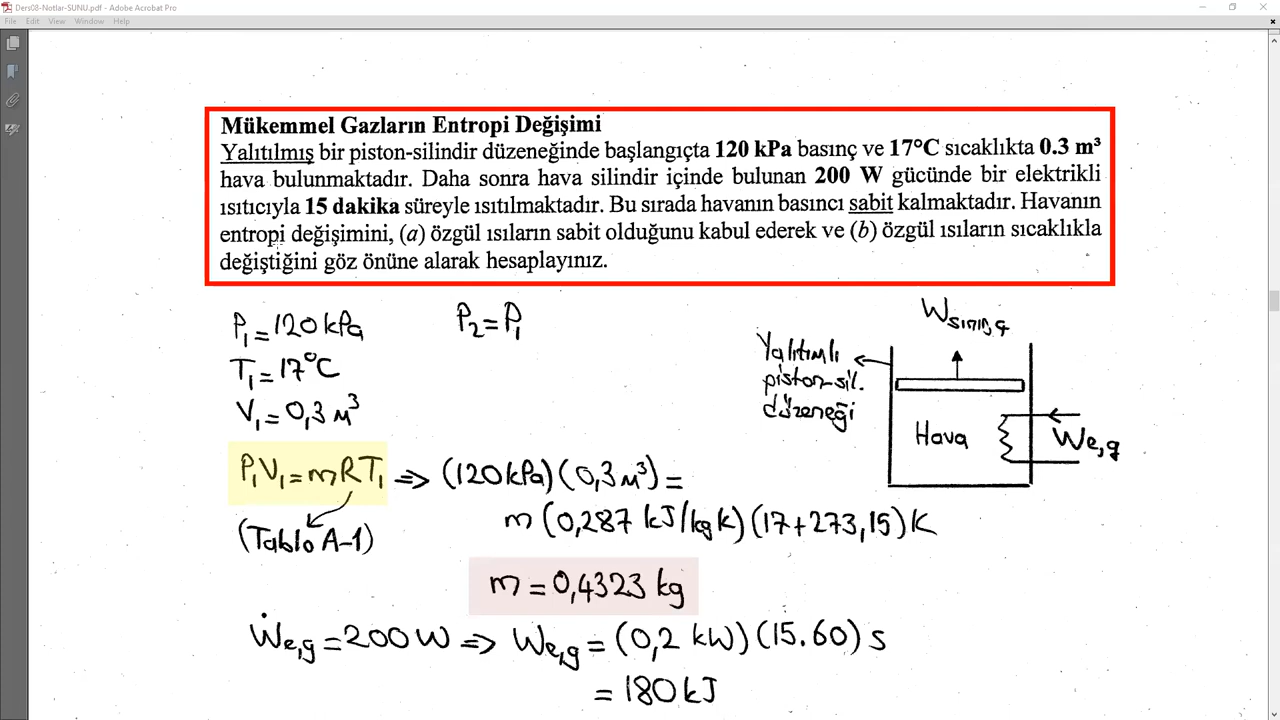 Ders08-Notlar-SUNU.pdf - Adobe Acrobat Pro
File Edit View Window Help
Mükemmel Gazların Entropi Değişimi
Yalıtılmış bir piston-silindir düzeneğinde başlangıçta 120 kPa basınç ve 17°C sıcaklıkta 0.3 m³
hava bulunmaktadır. Daha sonra hava silindir içinde bulunan 200 W gücünde bir elektrikli
ısıtıcıyla 15 dakika süreyle ısıtılmaktadır. Bu sırada havanın basıncı sabit kalmaktadır. Havanın
entropi değişimini, (a) özgül ısıların sabit olduğunu kabul ederek ve (b) özgül ısıların sıcaklıkla
değiştiğini göz önüne alarak hesaplayınız.
P₁=120 kPa P₂=P₁
T₁=17°C
V₁=0,3 m³
Wsınır,ç
Yalıtımlı
piston-sil.
düzeneği
Hava
We,g
P₁V₁=mRT₁ => (120 kPa)(0,3 m³)=
m (0,287 kJ/kgK)(17+273,15)K
(Tablo A-1)
m=0,4323 kg
Ẇe,g=200W => We,g=(0,2 kW)(15.60) s
=180 kJ